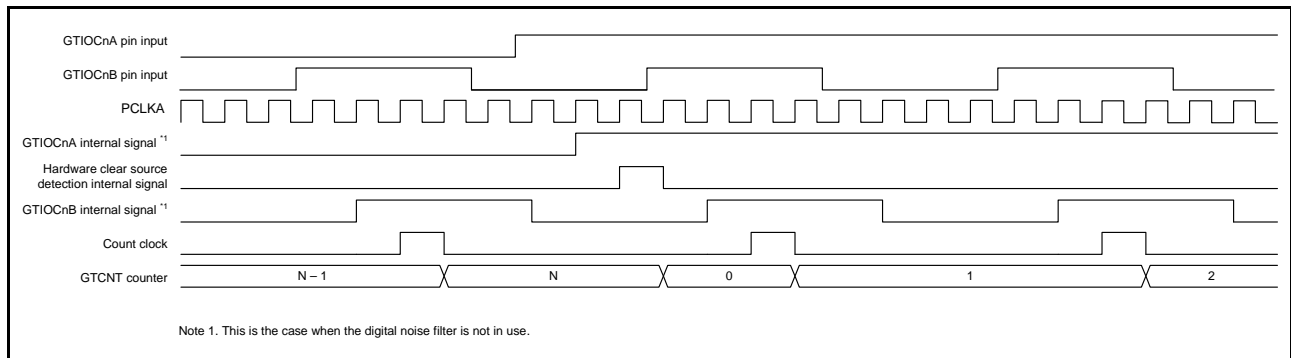 GTIOCnA pin input
GTIOCnB pin input
PCLKA
GTIOCnA internal signal *1
Hardware clear source
detection internal signal
GTIOCnB internal signal *1
Count clock
GTCNT counter
N – 1
N
0
1
2
Note 1. This is the case when the digital noise filter is not in use.